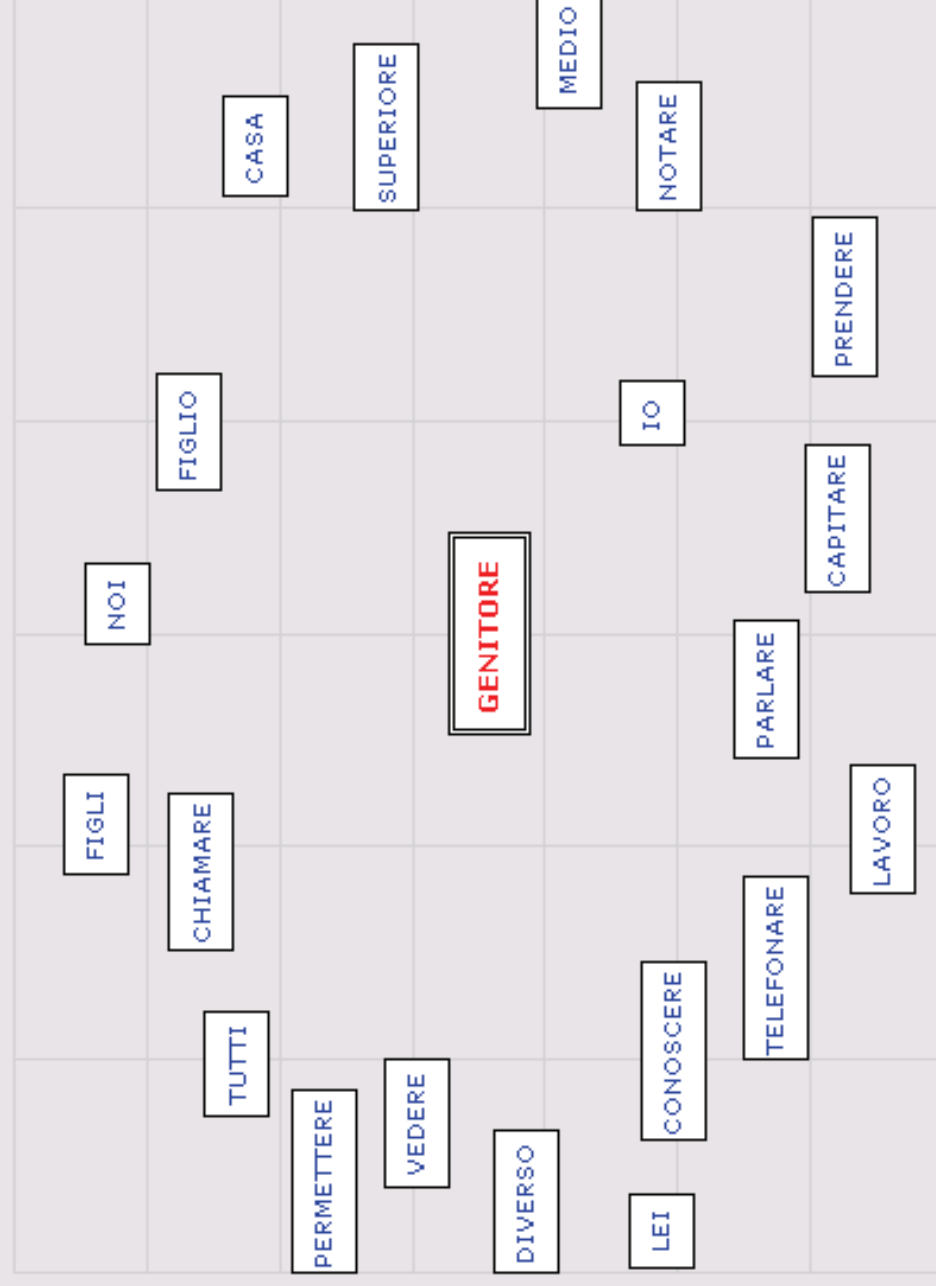 FIGLI
NOI
FIGLIO
CHIAMARE
TUTTI
CASA
PERMETTERE
SUPERIORE
VEDERE
GENITORE
DIVERSO
MEDIO
IO
LEI
NOTARE
CONOSCERE
PARLARE
TELEFONARE
CAPITARE
PRENDERE
LAVORO